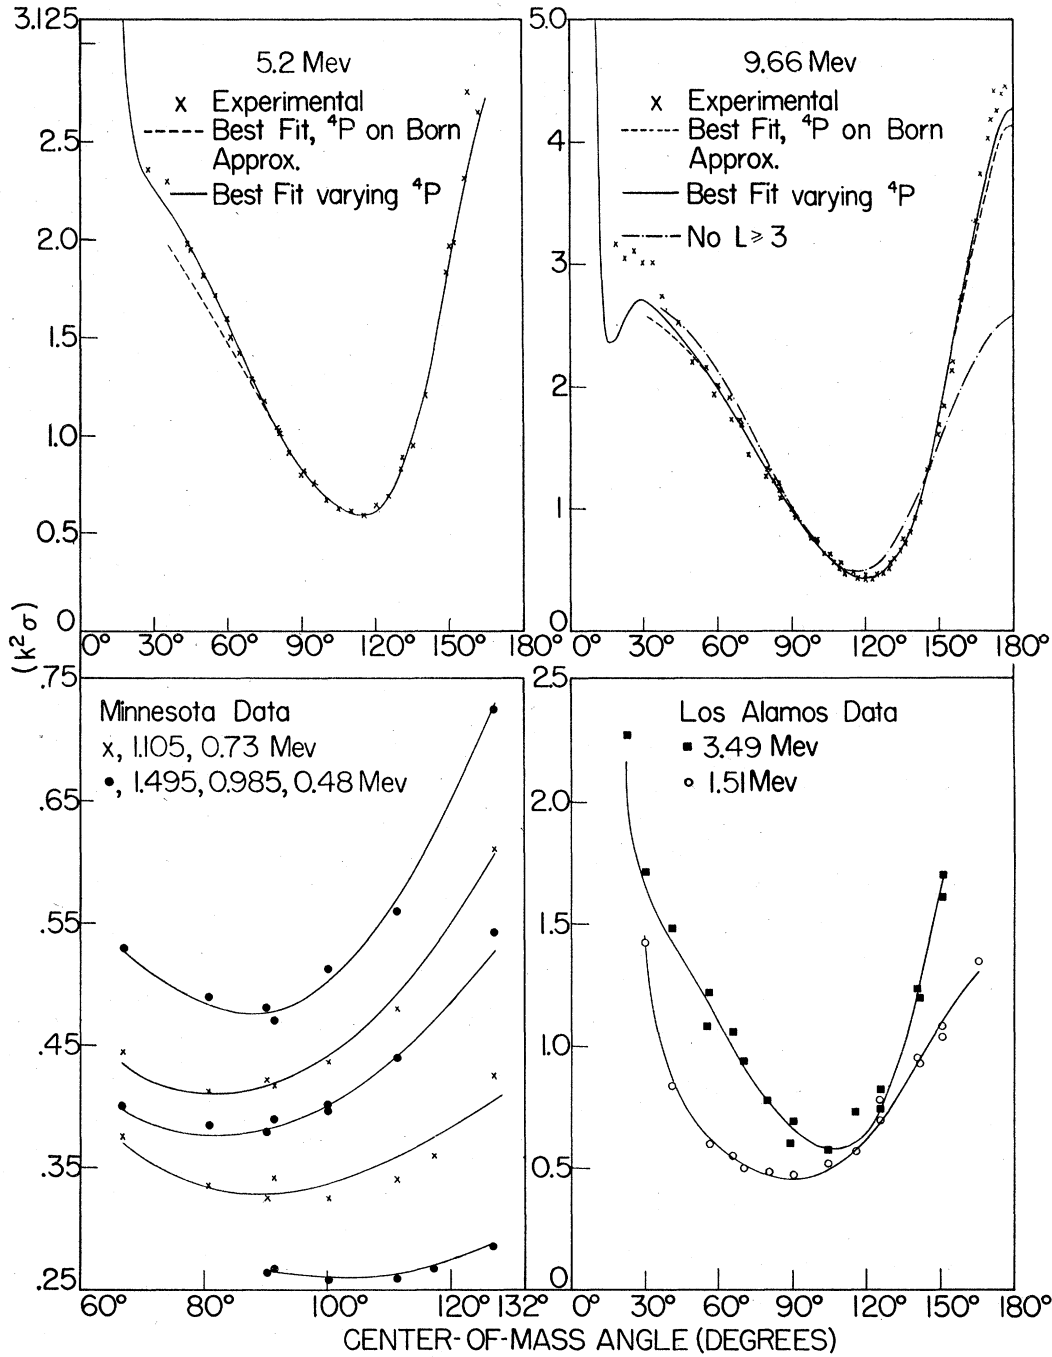 3.125
2.5
2.0
1.5
1.0
0.5
0
5.2 Mev
x Experimental
Best Fit, ⁴P on Born
Approx.
Best Fit varying ⁴P
0° 30° 60° 90° 120° 150° 180°
5.0
4
3
2
1
0
9.66 Mev
x Experimental
Best Fit, ⁴P on Born
Approx.
Best Fit varying ⁴P
No L ≥ 3
0° 30° 60° 90° 120° 150° 180°
(k²σ)
.75
.65
.55
.45
.35
.25
Minnesota Data
x, 1.105, 0.73 Mev
●, 1.495, 0.985, 0.48 Mev
60° 80° 100° 120° 132°
2.5
2.0
1.5
1.0
0.5
0
Los Alamos Data
■ 3.49 Mev
○ 1.51 Mev
0° 30° 60° 90° 120° 150° 180°
CENTER-OF-MASS ANGLE (DEGREES)